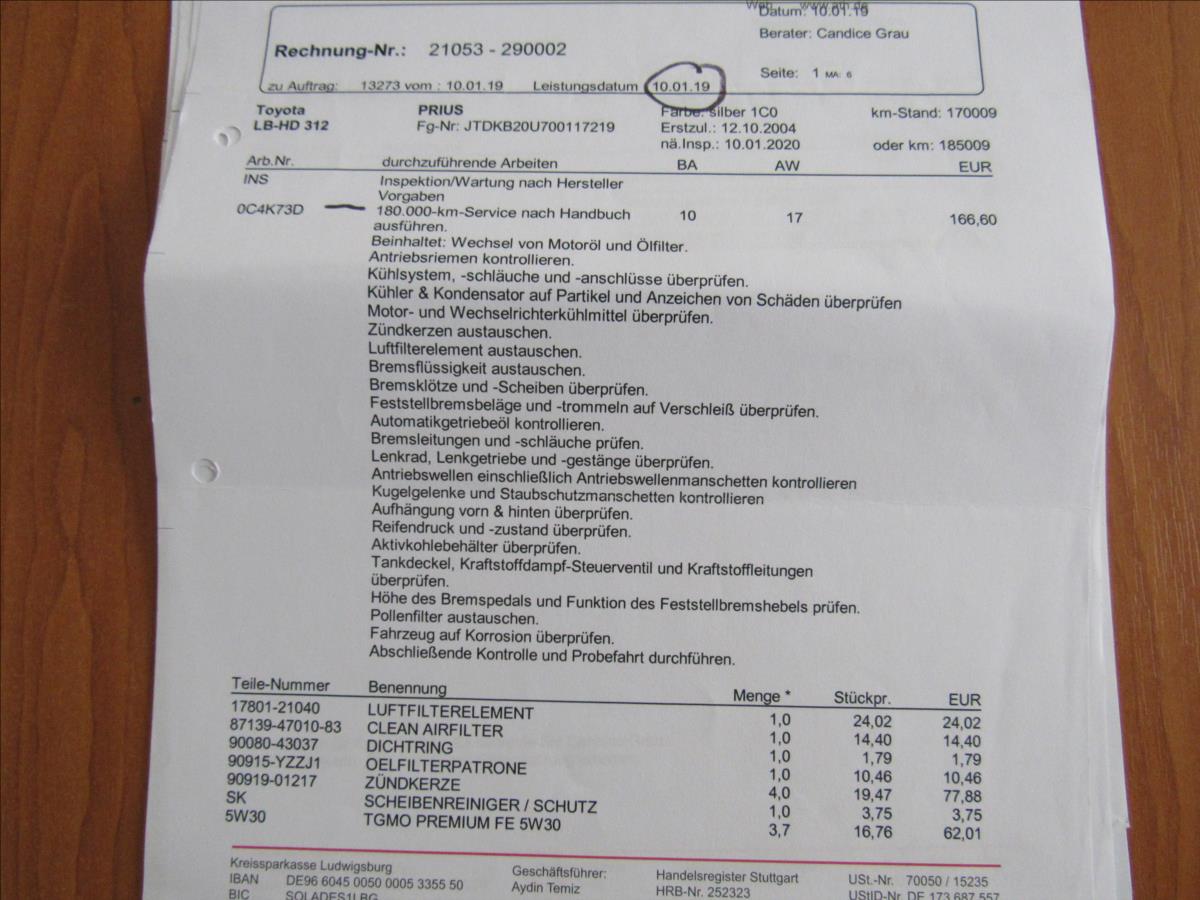 Datum: 10.01.19
Berater: Candice Grau
Rechnung-Nr.: 21053 - 290002
Seite: 1 MA: 6
zu Auftrag: 13273 vom : 10.01.19 Leistungsdatum 10.01.19
Toyota PRIUS Farbe: silber 1C0 km-Stand: 170009
LB-HD 312 Fg-Nr: JTDKB20U700117219 Erstzul.: 12.10.2004
nä.Insp.: 10.01.2020 oder km: 185009
Arb.Nr. durchzuführende Arbeiten BA AW EUR
INS Inspektion/Wartung nach Hersteller
Vorgaben
0C4K73D 180.000-km-Service nach Handbuch 10 17 166,60
ausführen.
Beinhaltet: Wechsel von Motoröl und Ölfilter.
Antriebsriemen kontrollieren.
Kühlsystem, -schläuche und -anschlüsse überprüfen.
Kühler & Kondensator auf Partikel und Anzeichen von Schäden überprüfen
Motor- und Wechselrichterkühlmittel überprüfen.
Zündkerzen austauschen.
Luftfilterelement austauschen.
Bremsflüssigkeit austauschen.
Bremsklötze und -Scheiben überprüfen.
Feststellbremsbeläge und -trommeln auf Verschleiß überprüfen.
Automatikgetriebeöl kontrollieren.
Bremsleitungen und -schläuche prüfen.
Lenkrad, Lenkgetriebe und -gestänge überprüfen.
Antriebswellen einschließlich Antriebswellenmanschetten kontrollieren
Kugelgelenke und Staubschutzmanschetten kontrollieren
Aufhängung vorn & hinten überprüfen.
Reifendruck und -zustand überprüfen.
Aktivkohlebehälter überprüfen.
Tankdeckel, Kraftstoffdampf-Steuerventil und Kraftstoffleitungen
überprüfen.
Höhe des Bremspedals und Funktion des Feststellbremshebels prüfen.
Pollenfilter austauschen.
Fahrzeug auf Korrosion überprüfen.
Abschließende Kontrolle und Probefahrt durchführen.
Teile-Nummer Benennung Menge * Stückpr. EUR
17801-21040 LUFTFILTERELEMENT 1,0 24,02 24,02
87139-47010-83 CLEAN AIRFILTER 1,0 14,40 14,40
90080-43037 DICHTRING 1,0 1,79 1,79
90915-YZZJ1 OELFILTERPATRONE 1,0 10,46 10,46
90919-01217 ZÜNDKERZE 4,0 19,47 77,88
SK SCHEIBENREINIGER / SCHUTZ 1,0 3,75 3,75
5W30 TGMO PREMIUM FE 5W30 3,7 16,76 62,01
Kreissparkasse Ludwigsburg Geschäftsführer: Handelsregister Stuttgart USt.-Nr. 70050 / 15235
IBAN DE96 6045 0050 0005 3355 50 Aydin Temiz HRB-Nr. 252323 UStID-Nr DE 173 687 557
BIC SOLADES1LBG